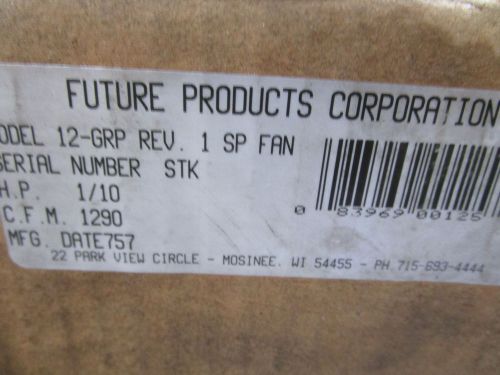 FUTURE PRODUCTS CORPORATION
ODEL 12-GRP REV. 1 SP FAN
SERIAL NUMBER STK
H.P. 1/10
C.F.M. 1290
MFG. DATE757
0 83969 00125
22 PARK VIEW CIRCLE - MOSINEE. WI 54455 - PH 715-693-4444